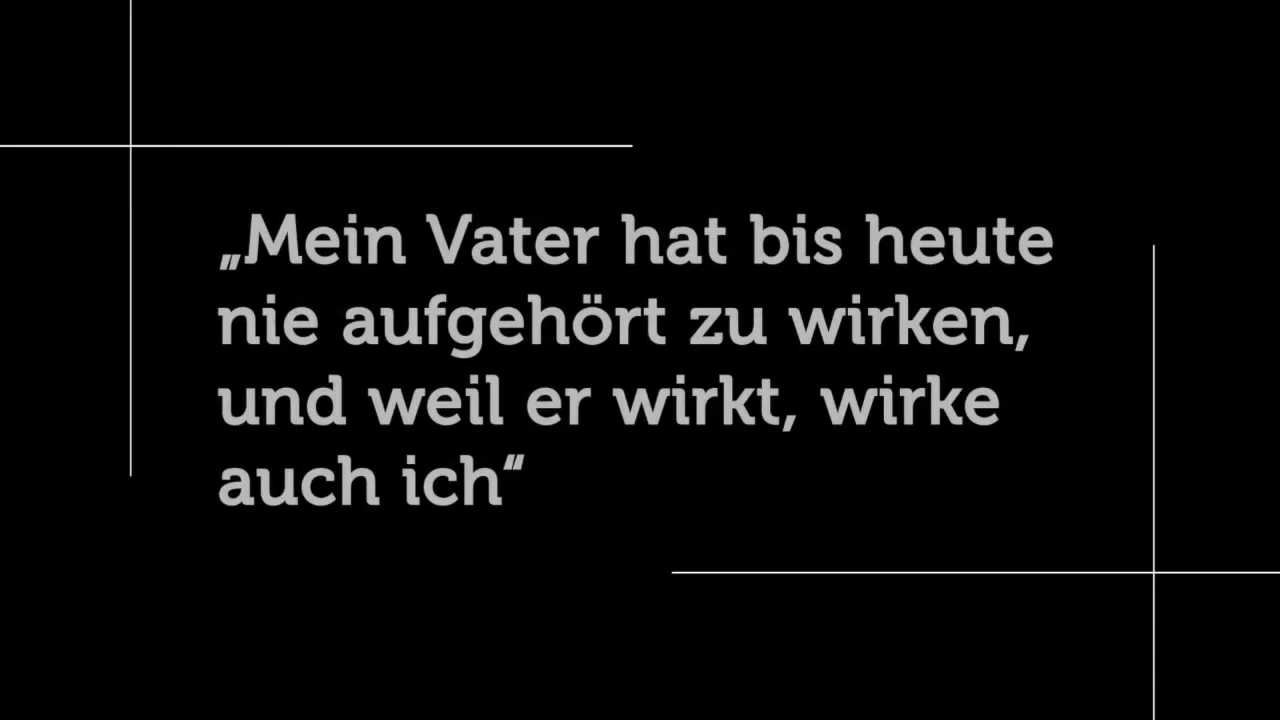 „Mein Vater hat bis heute
nie aufgehört zu wirken,
und weil er wirkt, wirke
auch ich“